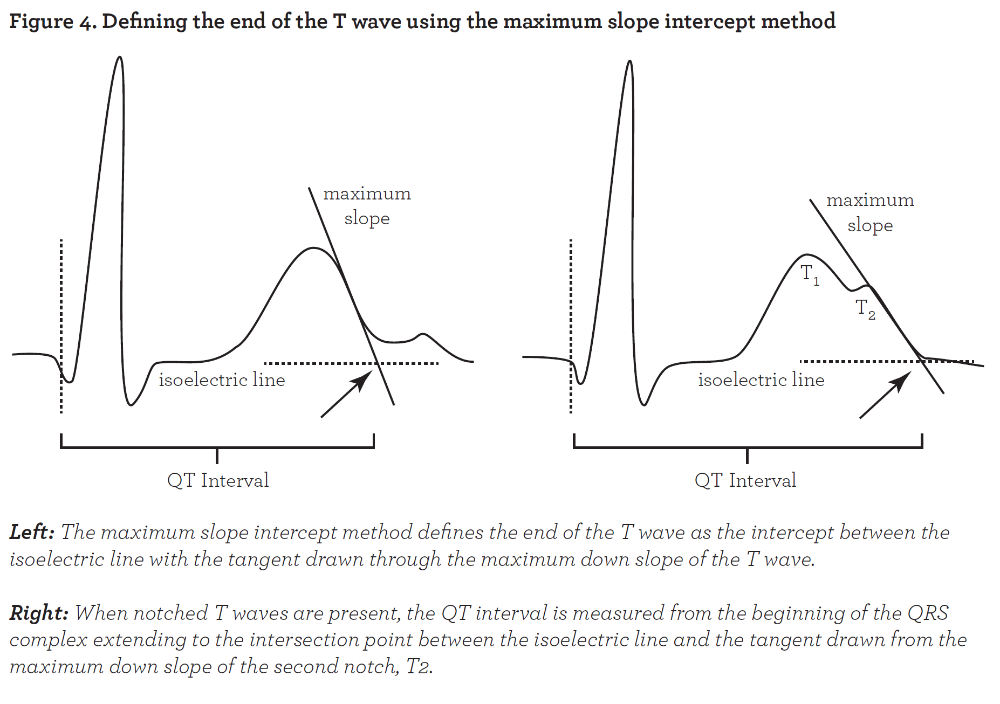 Figure 4. Defining the end of the T wave using the maximum slope intercept method
maximum
slope
isoelectric line
QT Interval
maximum
slope
T1
T2
isoelectric line
QT Interval
Left: The maximum slope intercept method defines the end of the T wave as the intercept between the
isoelectric line with the tangent drawn through the maximum down slope of the T wave.
Right: When notched T waves are present, the QT interval is measured from the beginning of the QRS
complex extending to the intersection point between the isoelectric line and the tangent drawn from the
maximum down slope of the second notch, T2.